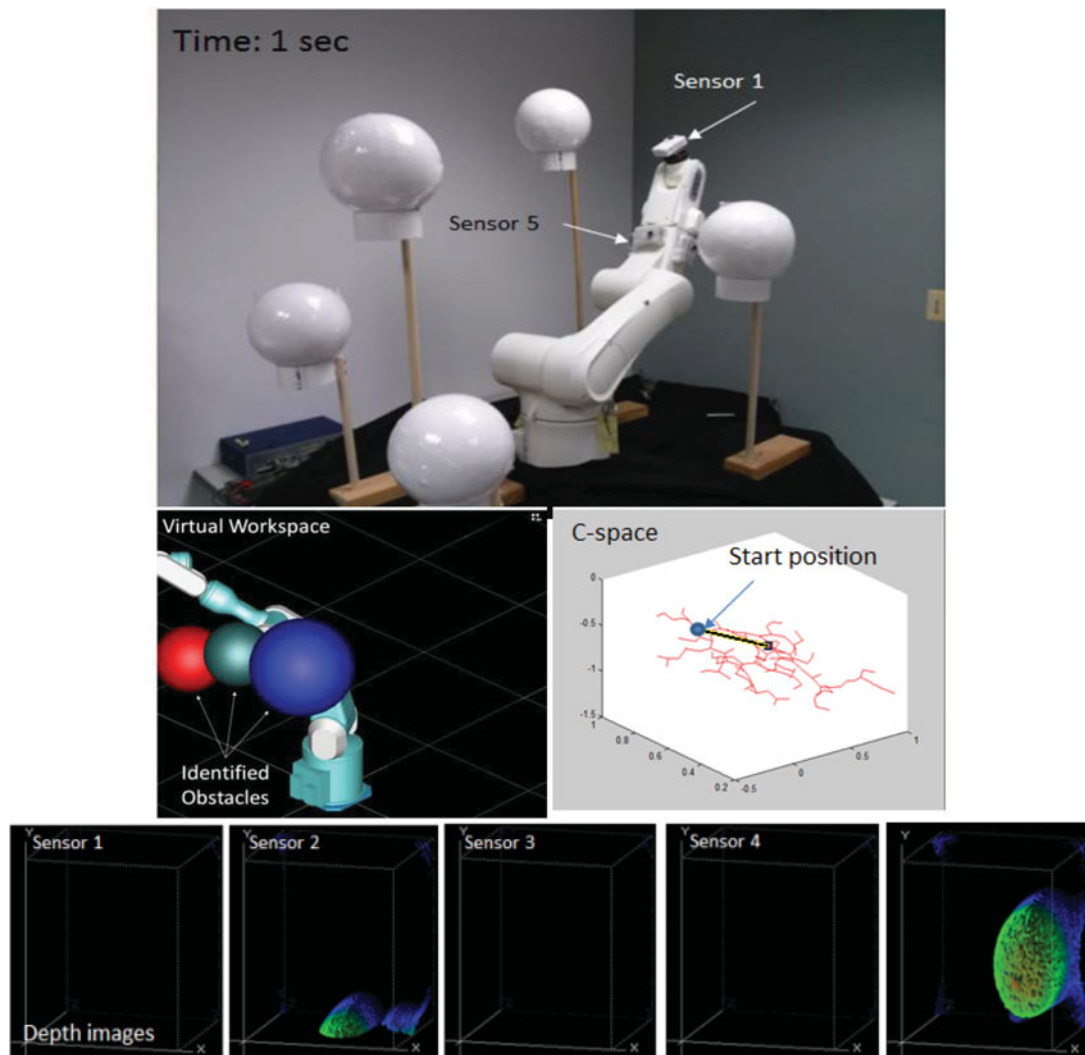 Time: 1 sec
Sensor 1
Sensor 5
Virtual Workspace
Identified
Obstacles
C-space
Start position
0
-0.5
-1
-1.5
1
0.8
0.6
0.4
0.2
-0.5
0
0.5
1
Sensor 1
Sensor 2
Sensor 3
Sensor 4
Y
Y
Y
Y
Y
Z
Z
Z
X
X
X
X
X
Depth images